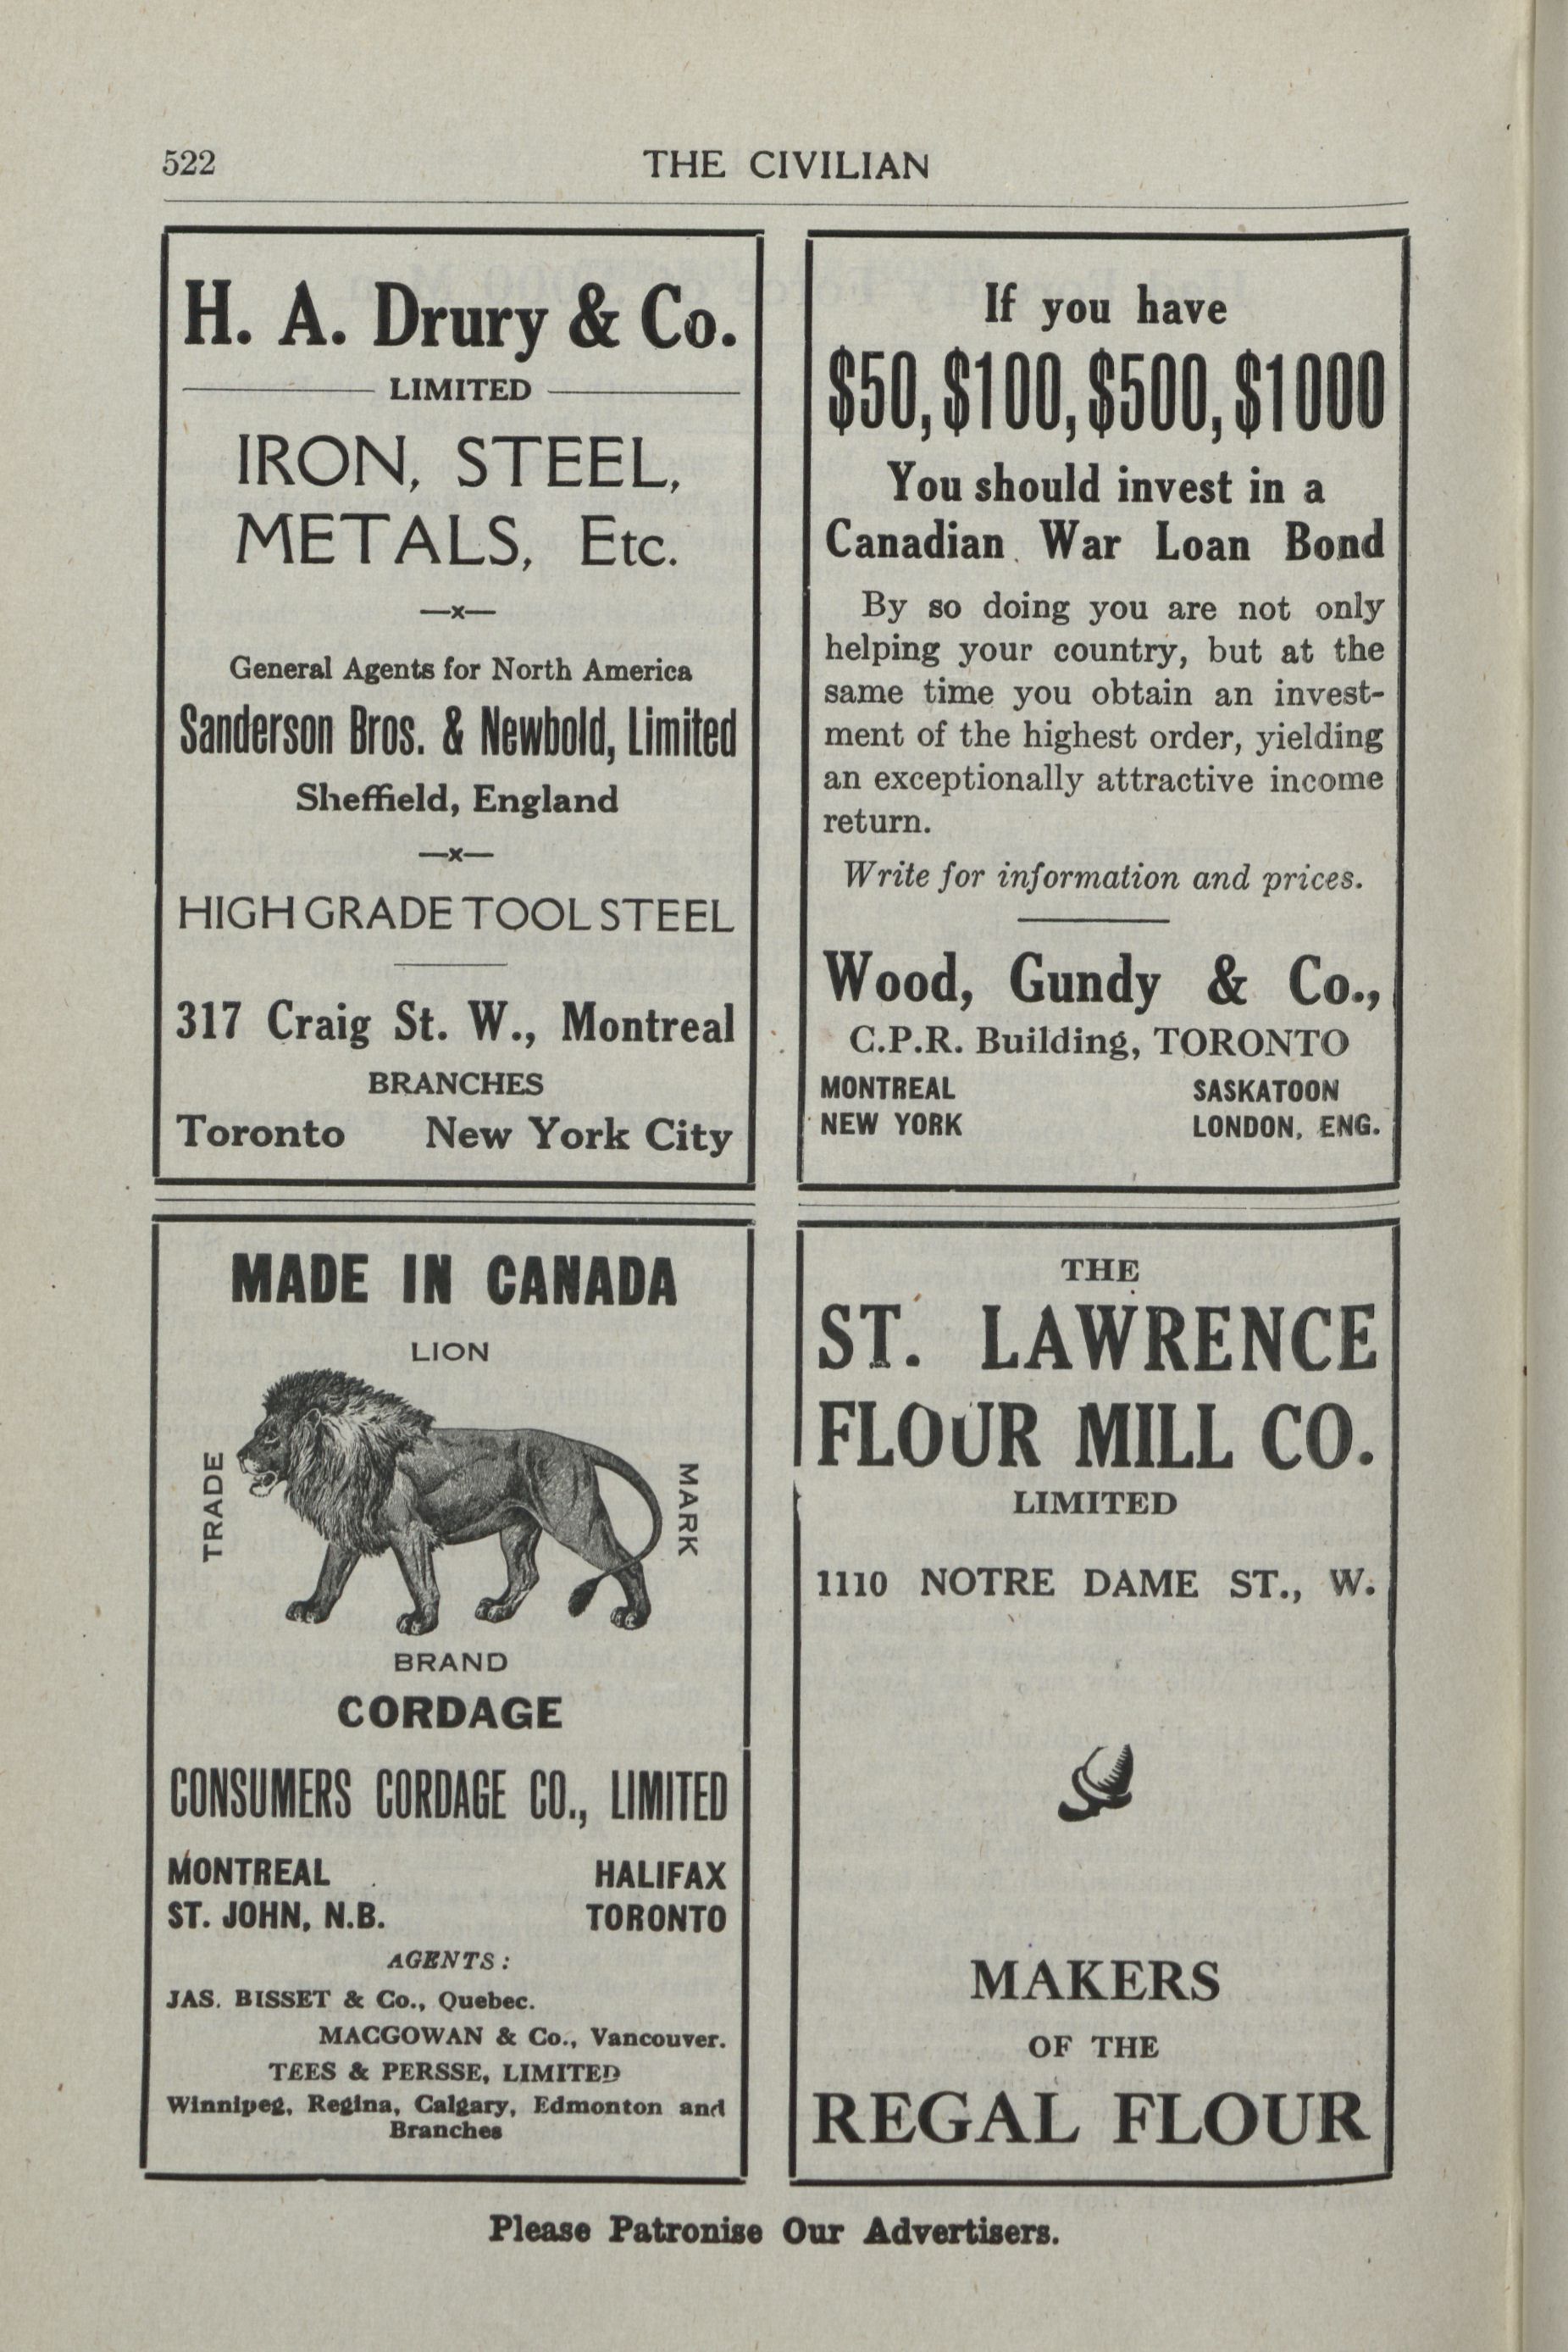 522
THE CIVILIAN
H. A. Drury & Co.
LIMITED
IRON, STEEL,
METALS, Etc.
—x—
General Agents for North America
Sanderson Bros. & Newbold, Limited
Sheffield, England
—x—
HIGH GRADE TOOL STEEL
317 Craig St. W., Montreal
BRANCHES
Toronto New York City
If you have
$50, $100, $500, $1000
You should invest in a
Canadian War Loan Bond
By so doing you are not only
helping your country, but at the
same time you obtain an invest-
ment of the highest order, yielding
an exceptionally attractive income
return.
Write for information and prices.
Wood, Gundy & Co.,
C.P.R. Building, TORONTO
MONTREAL SASKATOON
NEW YORK LONDON, ENG.
MADE IN CANADA
LION
TRADE
MARK
BRAND
CORDAGE
CONSUMERS CORDAGE CO., LIMITED
MONTREAL HALIFAX
ST. JOHN, N.B. TORONTO
AGENTS:
JAS. BISSET & Co., Quebec.
MACGOWAN & Co., Vancouver.
TEES & PERSSE, LIMITED
Winnipeg, Regina, Calgary, Edmonton and
Branches
THE
ST. LAWRENCE
FLOUR MILL CO.
LIMITED
1110 NOTRE DAME ST., W.
MAKERS
OF THE
REGAL FLOUR
Please Patronise Our Advertisers.